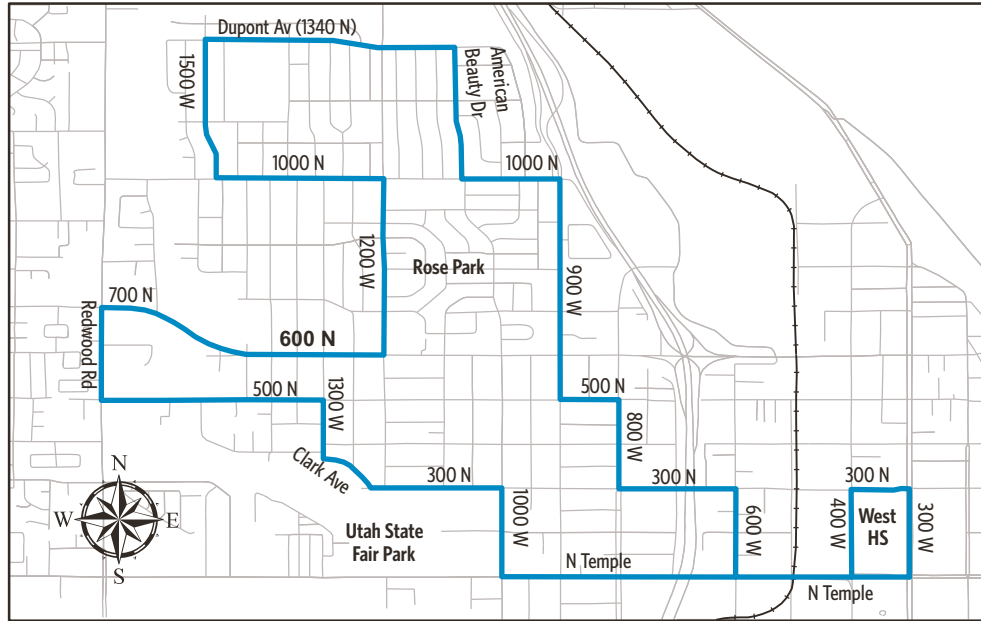 Dupont Av (1340 N)
1500 W
American
Beauty Dr
1000 N
1000 N
1200 W
Rose Park
900 W
700 N
Redwood Rd
600 N
500 N
1300 W
500 N
800 W
Clark Ave
300 N
300 N
300 N
N
W
E
S
Utah State
Fair Park
1000 W
600 W
400 W
West
HS
300 W
N Temple
N Temple